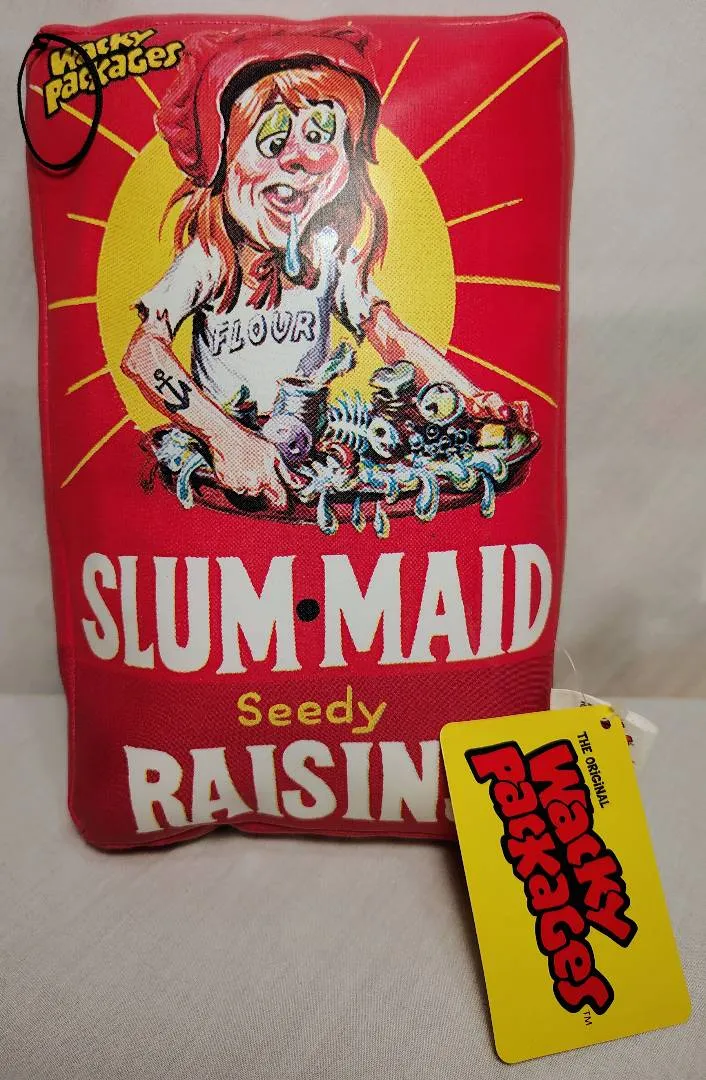 Wacky
Packages
FLOUR
SLUM·MAID
Seedy
RAISIN
THE ORiGiNAL
Wacky
Packages
TM